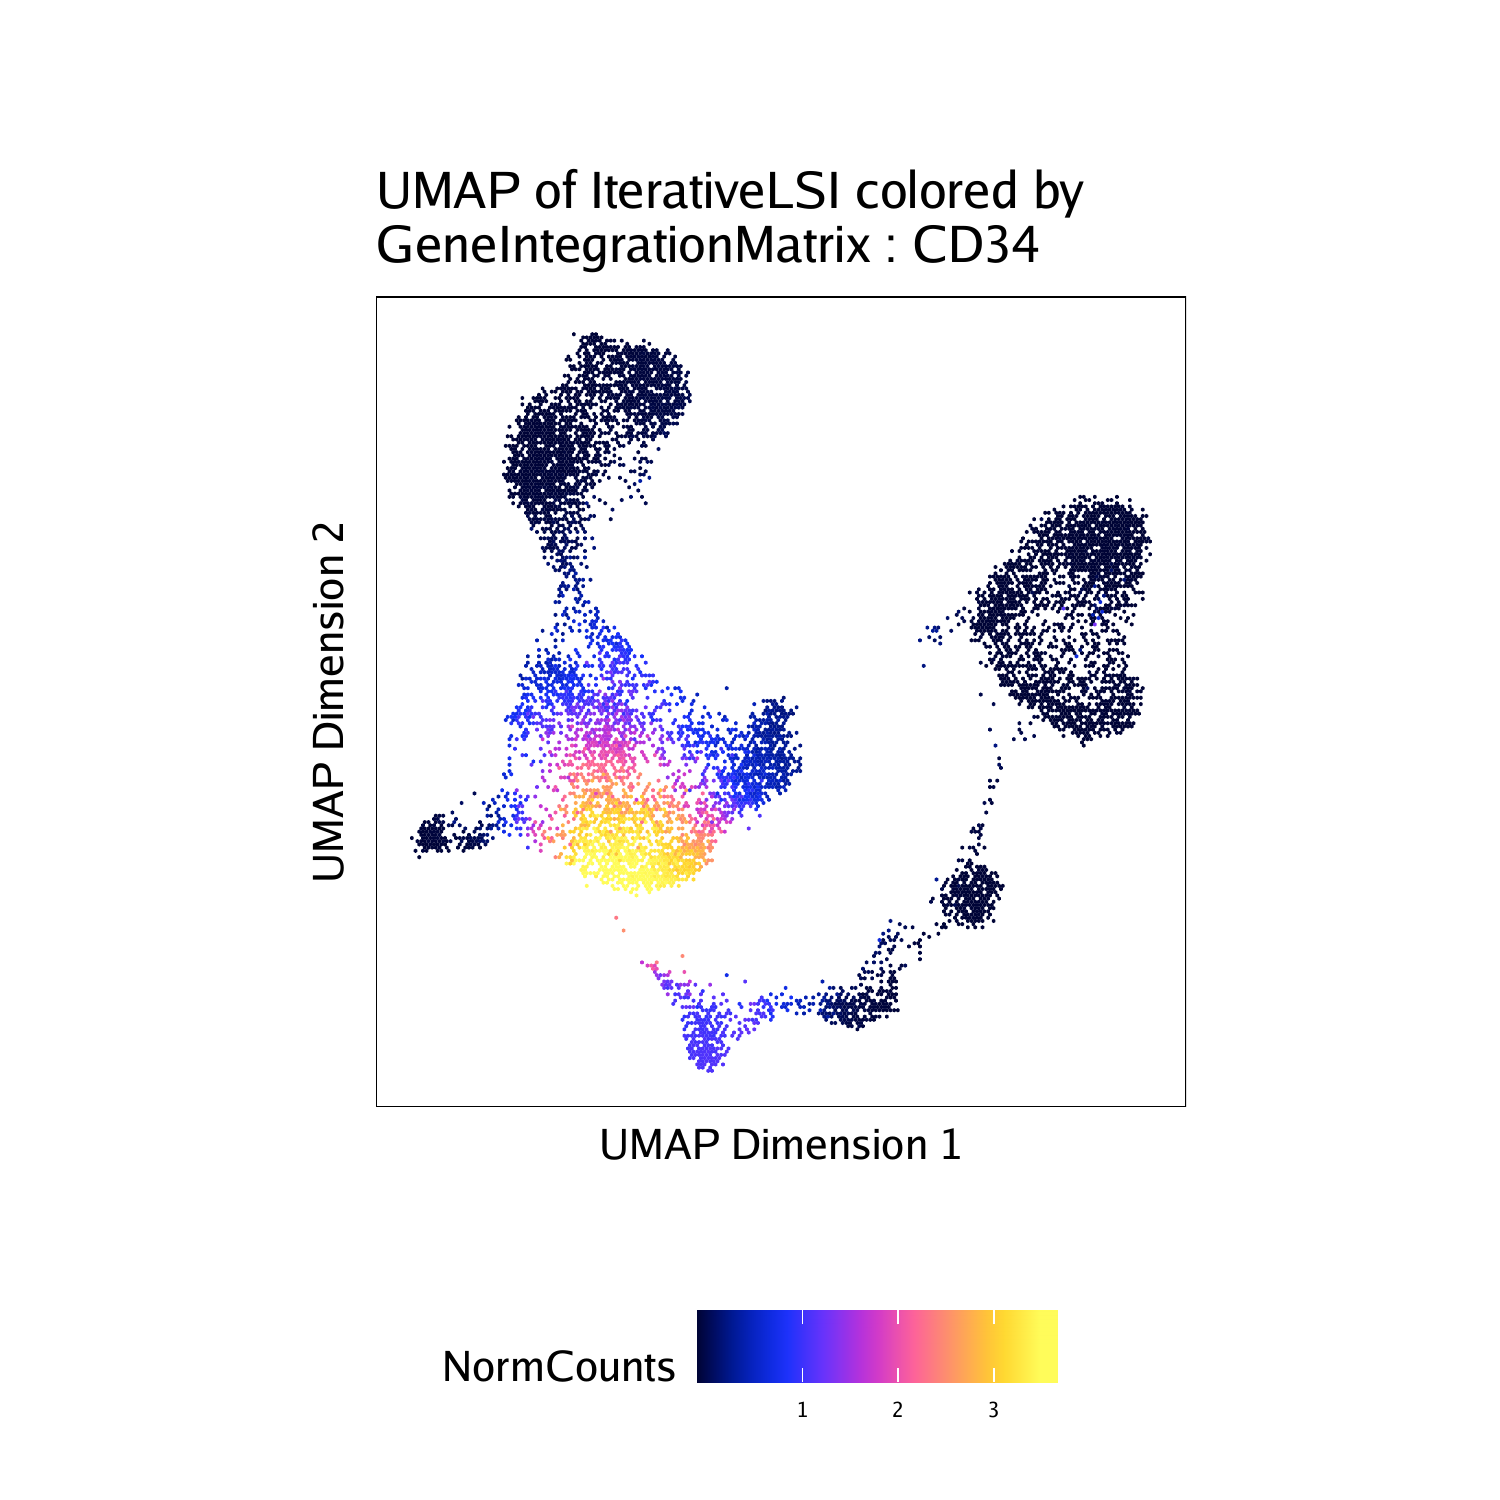 UMAP of IterativeLSI colored by
GeneIntegrationMatrix : CD34
UMAP Dimension 2
UMAP Dimension 1
NormCounts
1 2 3